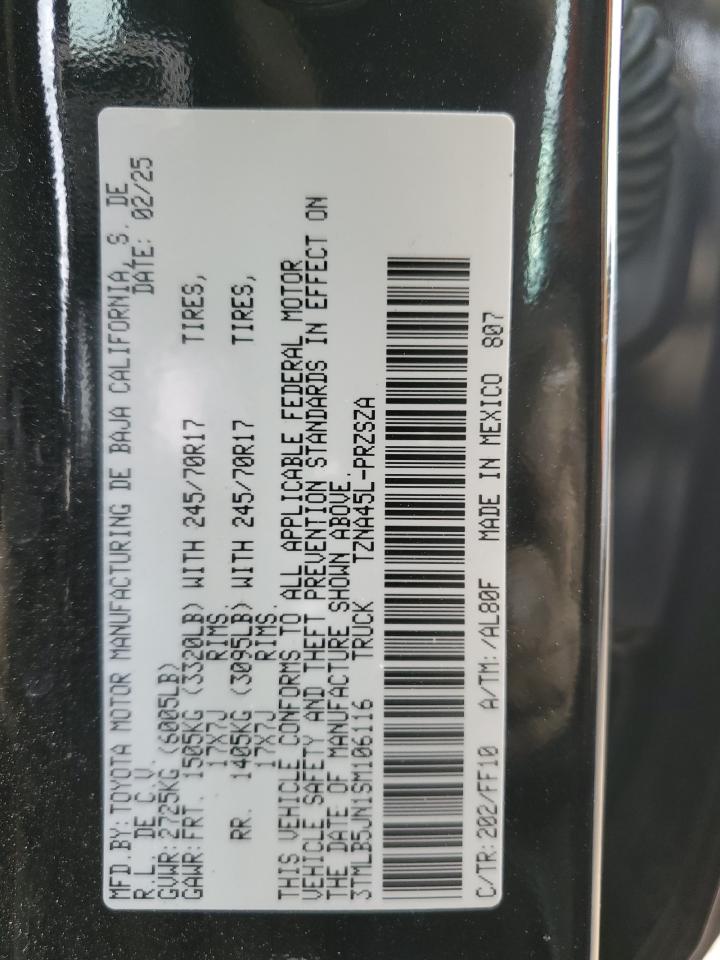 MFD.BY: TOYOTA MOTOR MANUFACTURING DE BAJA CALIFORNIA, S. DE
R.L. DE C.V. DATE: 02/25
GVWR: 2725KG (6005LB)
GAWR: FRT. 1505KG (3320LB) WITH 245/70R17 TIRES,
17X7J RIMS
RR. 1405KG (3095LB) WITH 245/70R17 TIRES,
17X7J RIMS.
THIS VEHICLE CONFORMS TO ALL APPLICABLE FEDERAL MOTOR
VEHICLE SAFETY AND THEFT PREVENTION STANDARDS IN EFFECT ON
THE DATE OF MANUFACTURE SHOWN ABOVE.
3TMLB5JN1SM106116 TRUCK TZNA45L-PRZSZA
C/TR: 202/FF10 A/TM: /AL80F MADE IN MEXICO 807